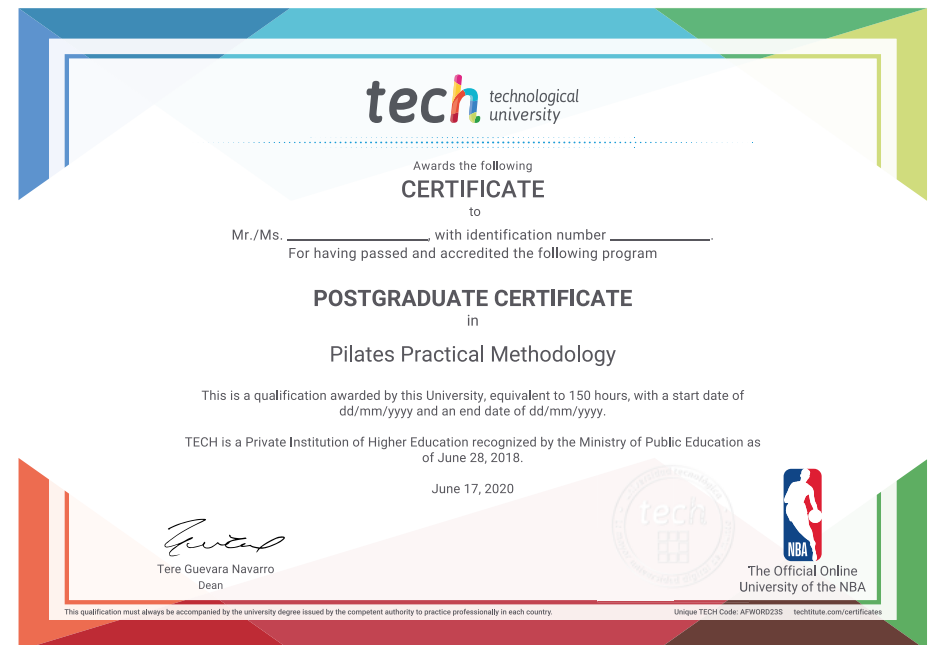 tech technological
university
Awards the following
CERTIFICATE
to
Mr./Ms. ____________________, with identification number ______________.
For having passed and accredited the following program
POSTGRADUATE CERTIFICATE
in
Pilates Practical Methodology
This is a qualification awarded by this University, equivalent to 150 hours, with a start date of
dd/mm/yyyy and an end date of dd/mm/yyyy.
TECH is a Private Institution of Higher Education recognized by the Ministry of Public Education as
of June 28, 2018.
June 17, 2020
tech
NBA
Tere Guevara Navarro
Dean
The Official Online
University of the NBA
This qualification must always be accompanied by the university degree issued by the competent authority to practice professionally in each country.
Unique TECH Code: AFWORD23S techtitute.com/certificates